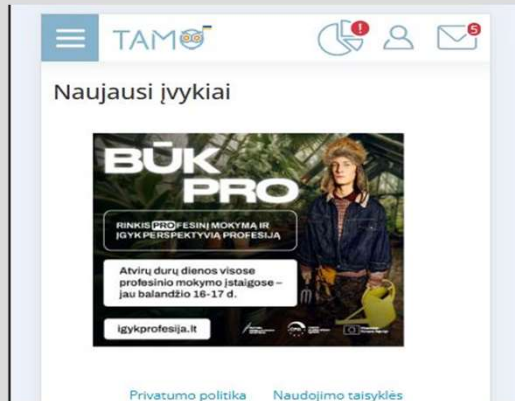 TAMO
!
5
Naujausi įvykiai
BŪK
PRO
RINKIS PROFESINĮ MOKYMĄ IR
ĮGYK PERSPEKTYVIĄ PROFESIJĄ
Atvirų durų dienos visose
profesinio mokymo įstaigose –
jau balandžio 16-17 d.
igykprofesija.lt
Privatumo politika Naudojimo taisyklės